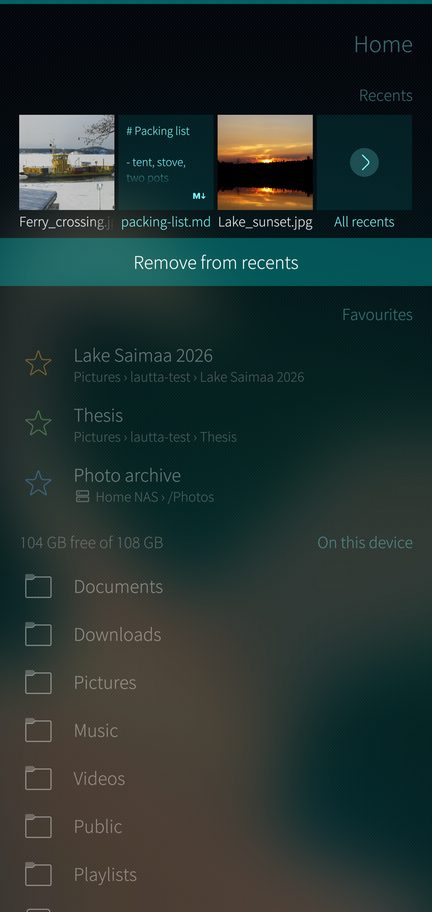 Home
Recents
# Packing list
- tent, stove,
two pots
M↓
Ferry_crossing.j
packing-list.md
Lake_sunset.jpg
All recents
Remove from recents
Favourites
Lake Saimaa 2026
Pictures › lautta-test › Lake Saimaa 2026
Thesis
Pictures › lautta-test › Thesis
Photo archive
Home NAS › /Photos
104 GB free of 108 GB
On this device
Documents
Downloads
Pictures
Music
Videos
Public
Playlists